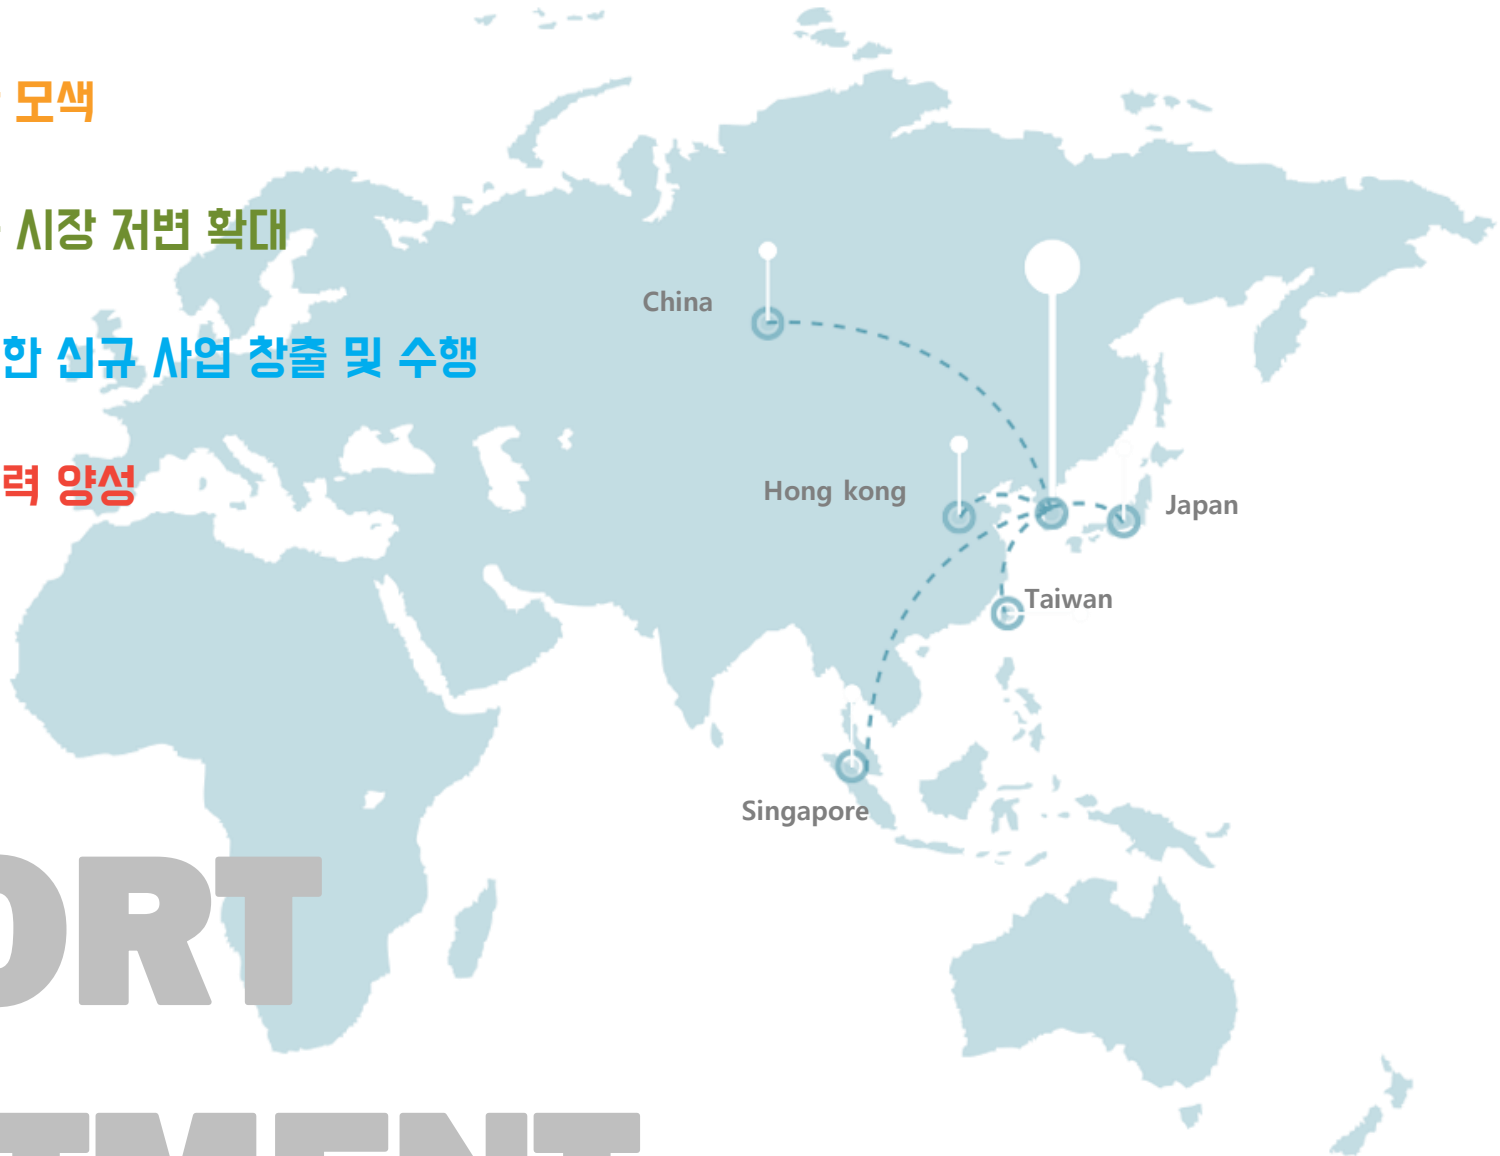 모색
시장 저변 확대
한 신규 사업 창출 및 수행
력 양성
China
Hong kong
Japan
Taiwan
Singapore
ORT
TMENT